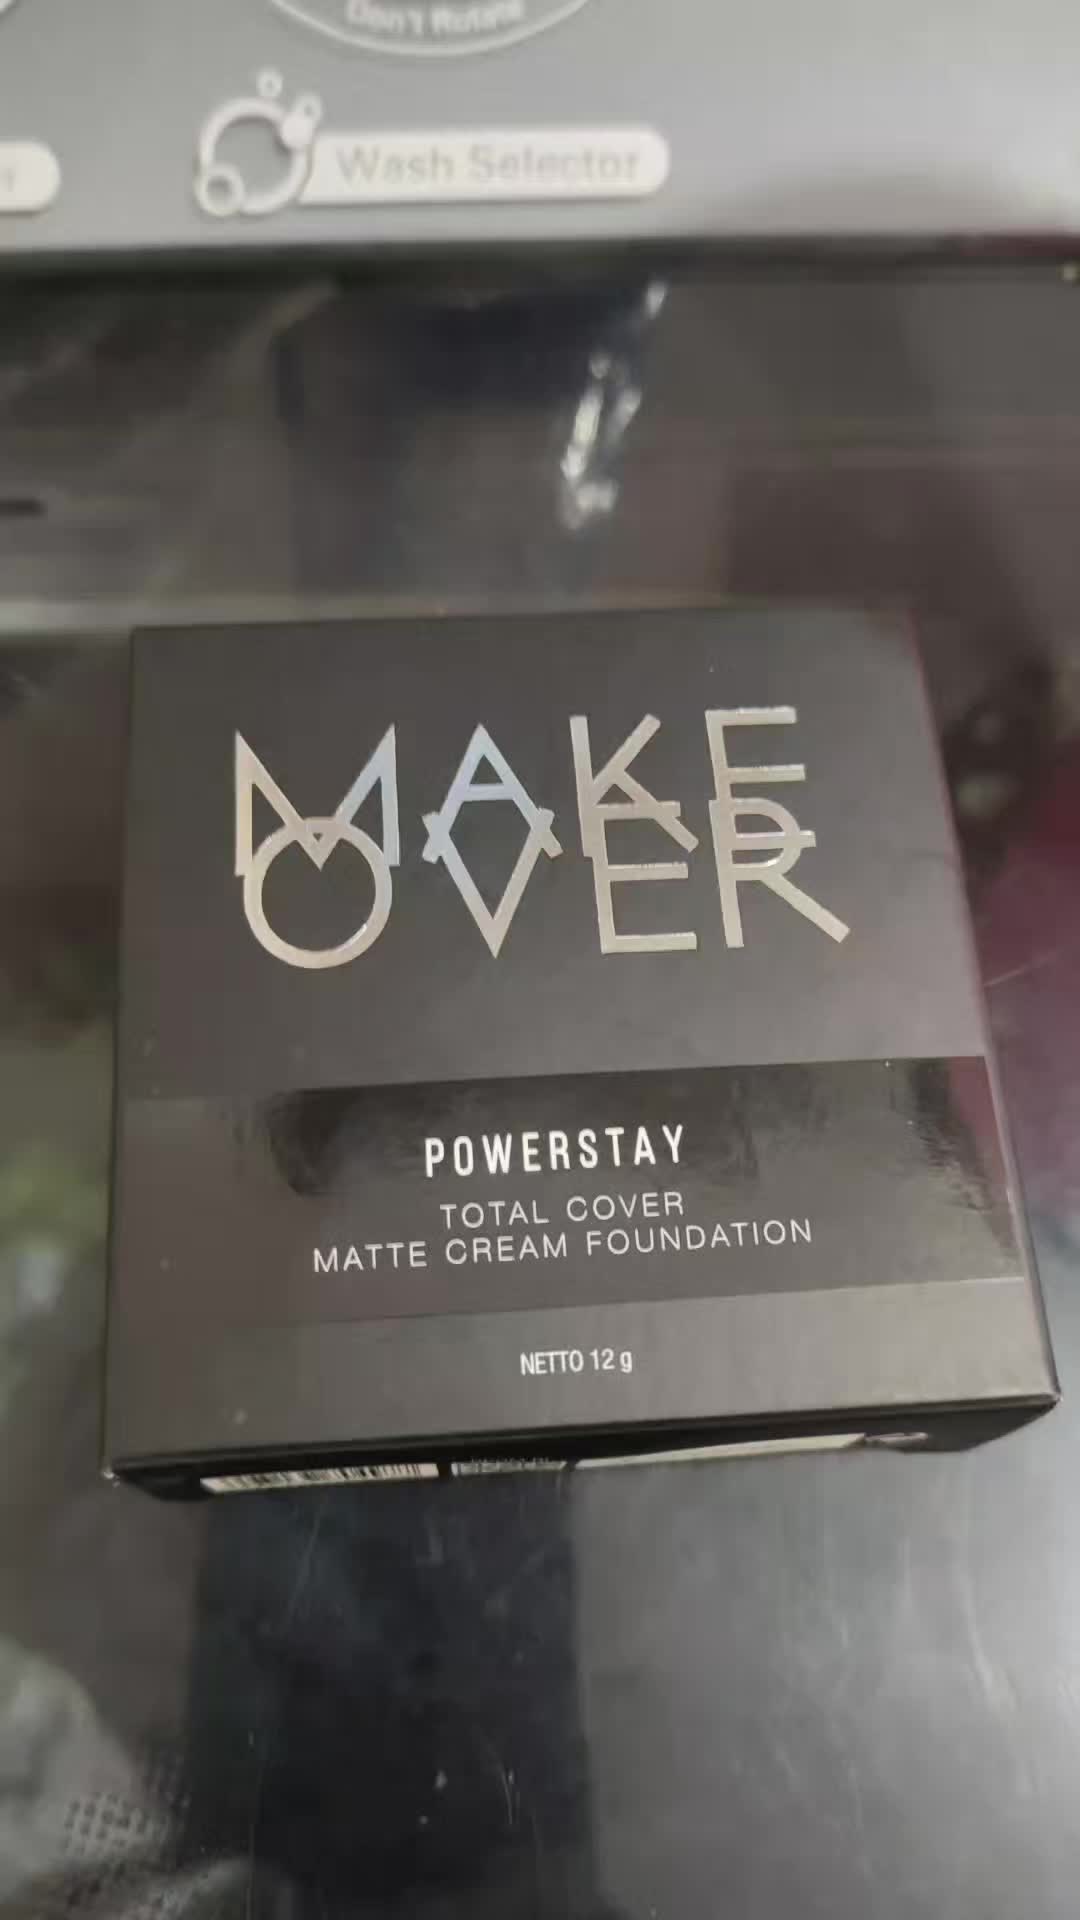 Don't Rotate
Wash Selector
MAKE
OVER
POWERSTAY
TOTAL COVER
MATTE CREAM FOUNDATION
NETTO 12 g